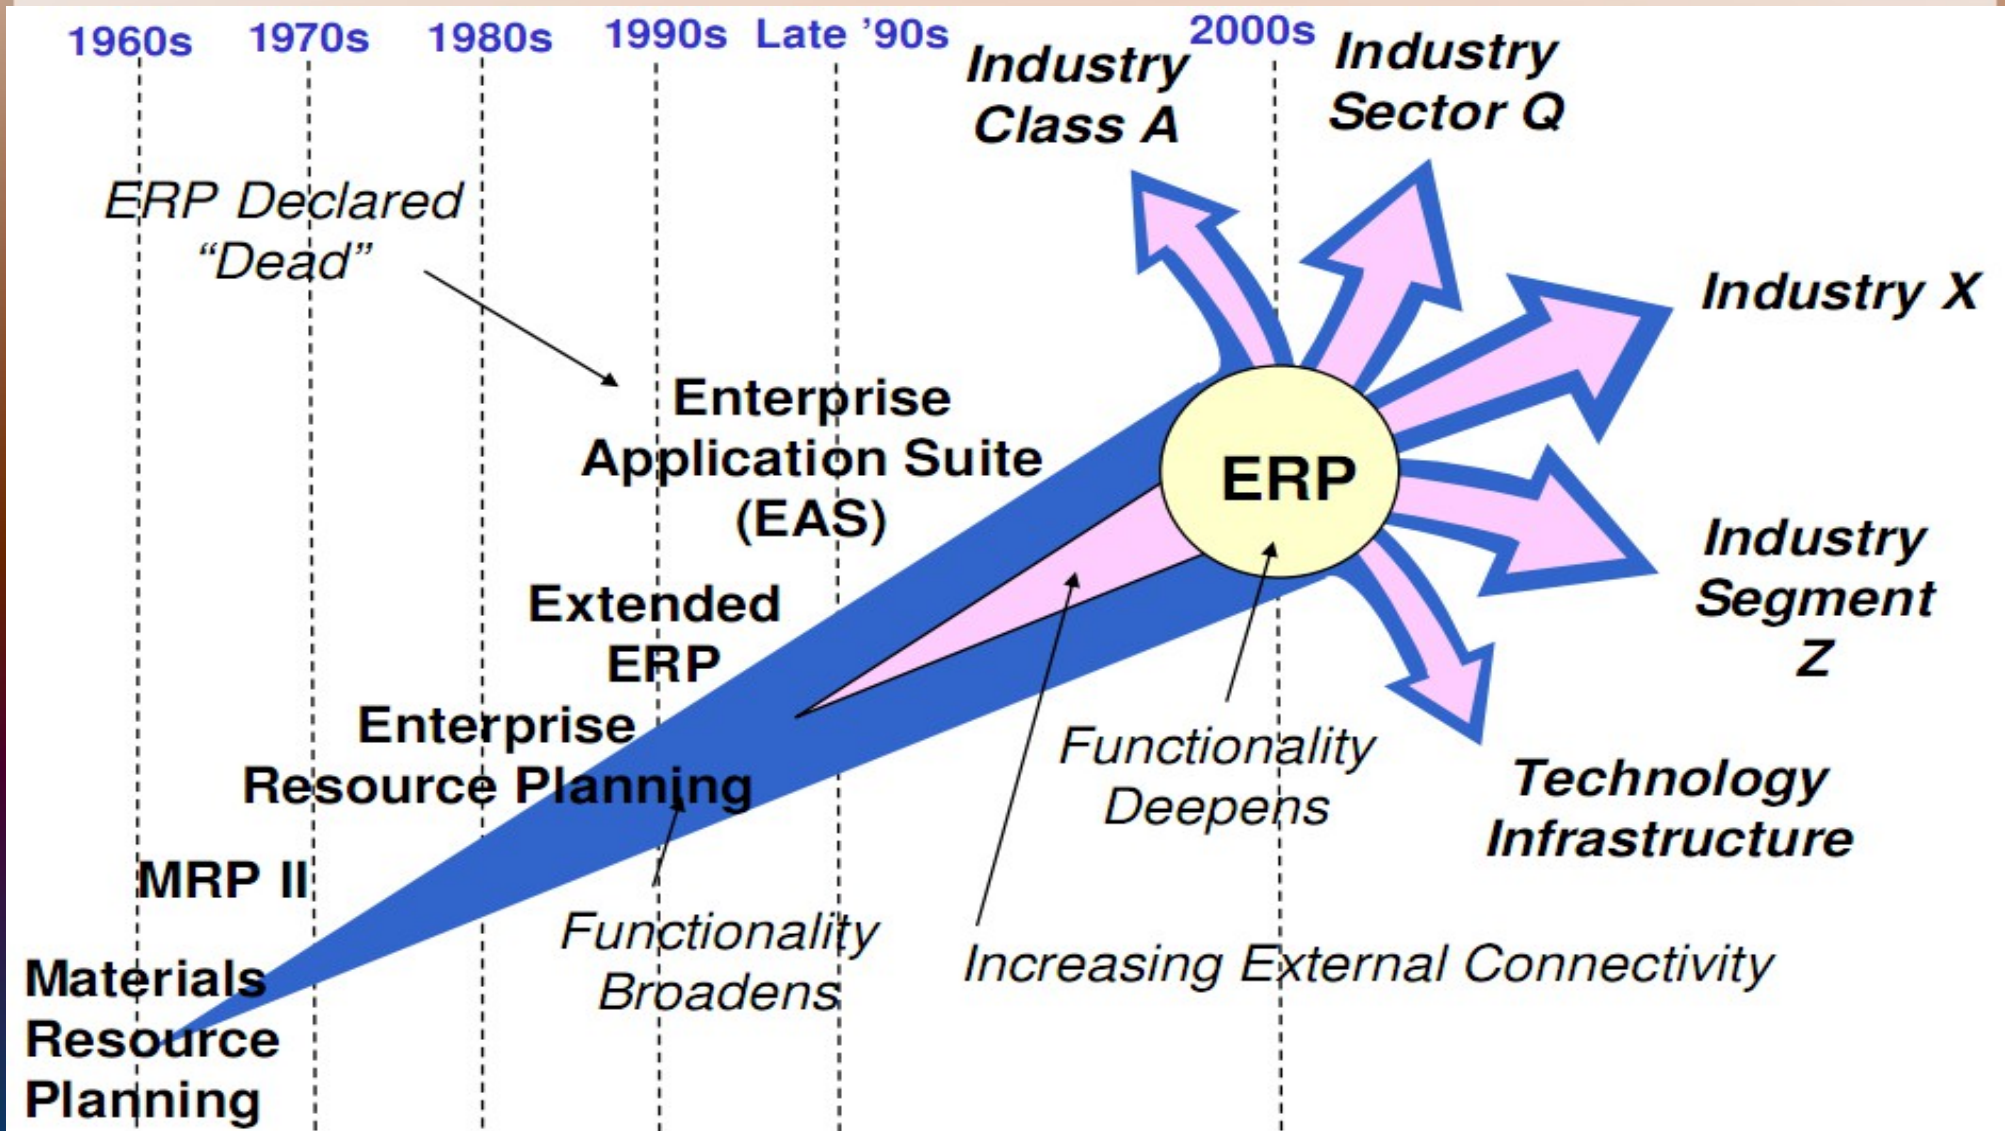 1960s
1970s
1980s
1990s
Late ’90s
2000s
Industry
Class A
Industry
Sector Q
ERP Declared
“Dead”
Industry X
Enterprise
Application Suite
(EAS)
ERP
Industry
Segment
Z
Extended
ERP
Enterprise
Resource Planning
Functionality
Deepens
Technology
Infrastructure
MRP II
Functionality
Broadens
Increasing External Connectivity
Materials
Resource
Planning